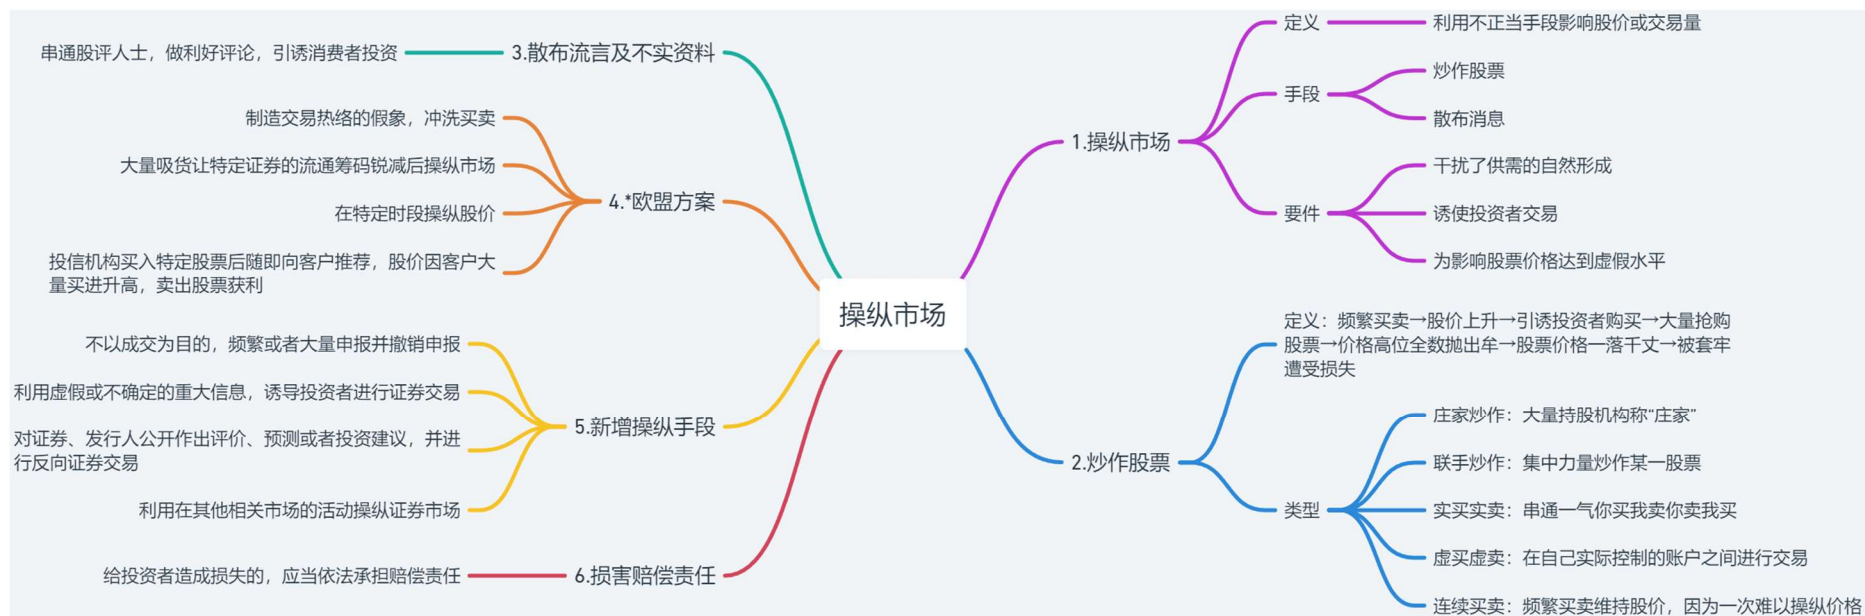 操纵市场
1.操纵市场
定义
利用不正当手段影响股价或交易量
手段
炒作股票
散布消息
要件
干扰了供需的自然形成
诱使投资者交易
为影响股票价格达到虚假水平
2.炒作股票
定义：频繁买卖→股价上升→引诱投资者购买→大量抢购
股票→价格高位全数抛出牟→股票价格一落千丈→被套牢
遭受损失
类型
庄家炒作：大量持股机构称“庄家”
联手炒作：集中力量炒作某一股票
实买实卖：串通一气你买我卖你卖我买
虚买虚卖：在自己实际控制的账户之间进行交易
连续买卖：频繁买卖维持股价，因为一次难以操纵价格
3.散布流言及不实资料
串通股评人士，做利好评论，引诱消费者投资
4.*欧盟方案
制造交易热络的假象，冲洗买卖
大量吸货让特定证券的流通筹码锐减后操纵市场
在特定时段操纵股价
投信机构买入特定股票后随即向客户推荐，股价因客户大
量买进升高，卖出股票获利
5.新增操纵手段
不以成交为目的，频繁或者大量申报并撤销申报
利用虚假或不确定的重大信息，诱导投资者进行证券交易
对证券、发行人公开作出评价、预测或者投资建议，并进
行反向证券交易
利用在其他相关市场的活动操纵证券市场
6.损害赔偿责任
给投资者造成损失的，应当依法承担赔偿责任